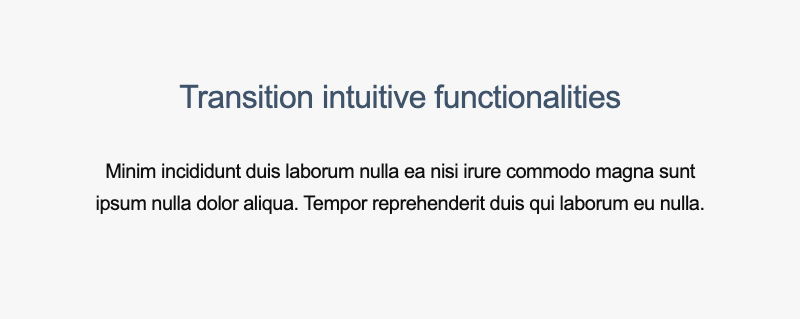 Transition intuitive functionalities
Minim incididunt duis laborum nulla ea nisi irure commodo magna sunt
ipsum nulla dolor aliqua. Tempor reprehenderit duis qui laborum eu nulla.